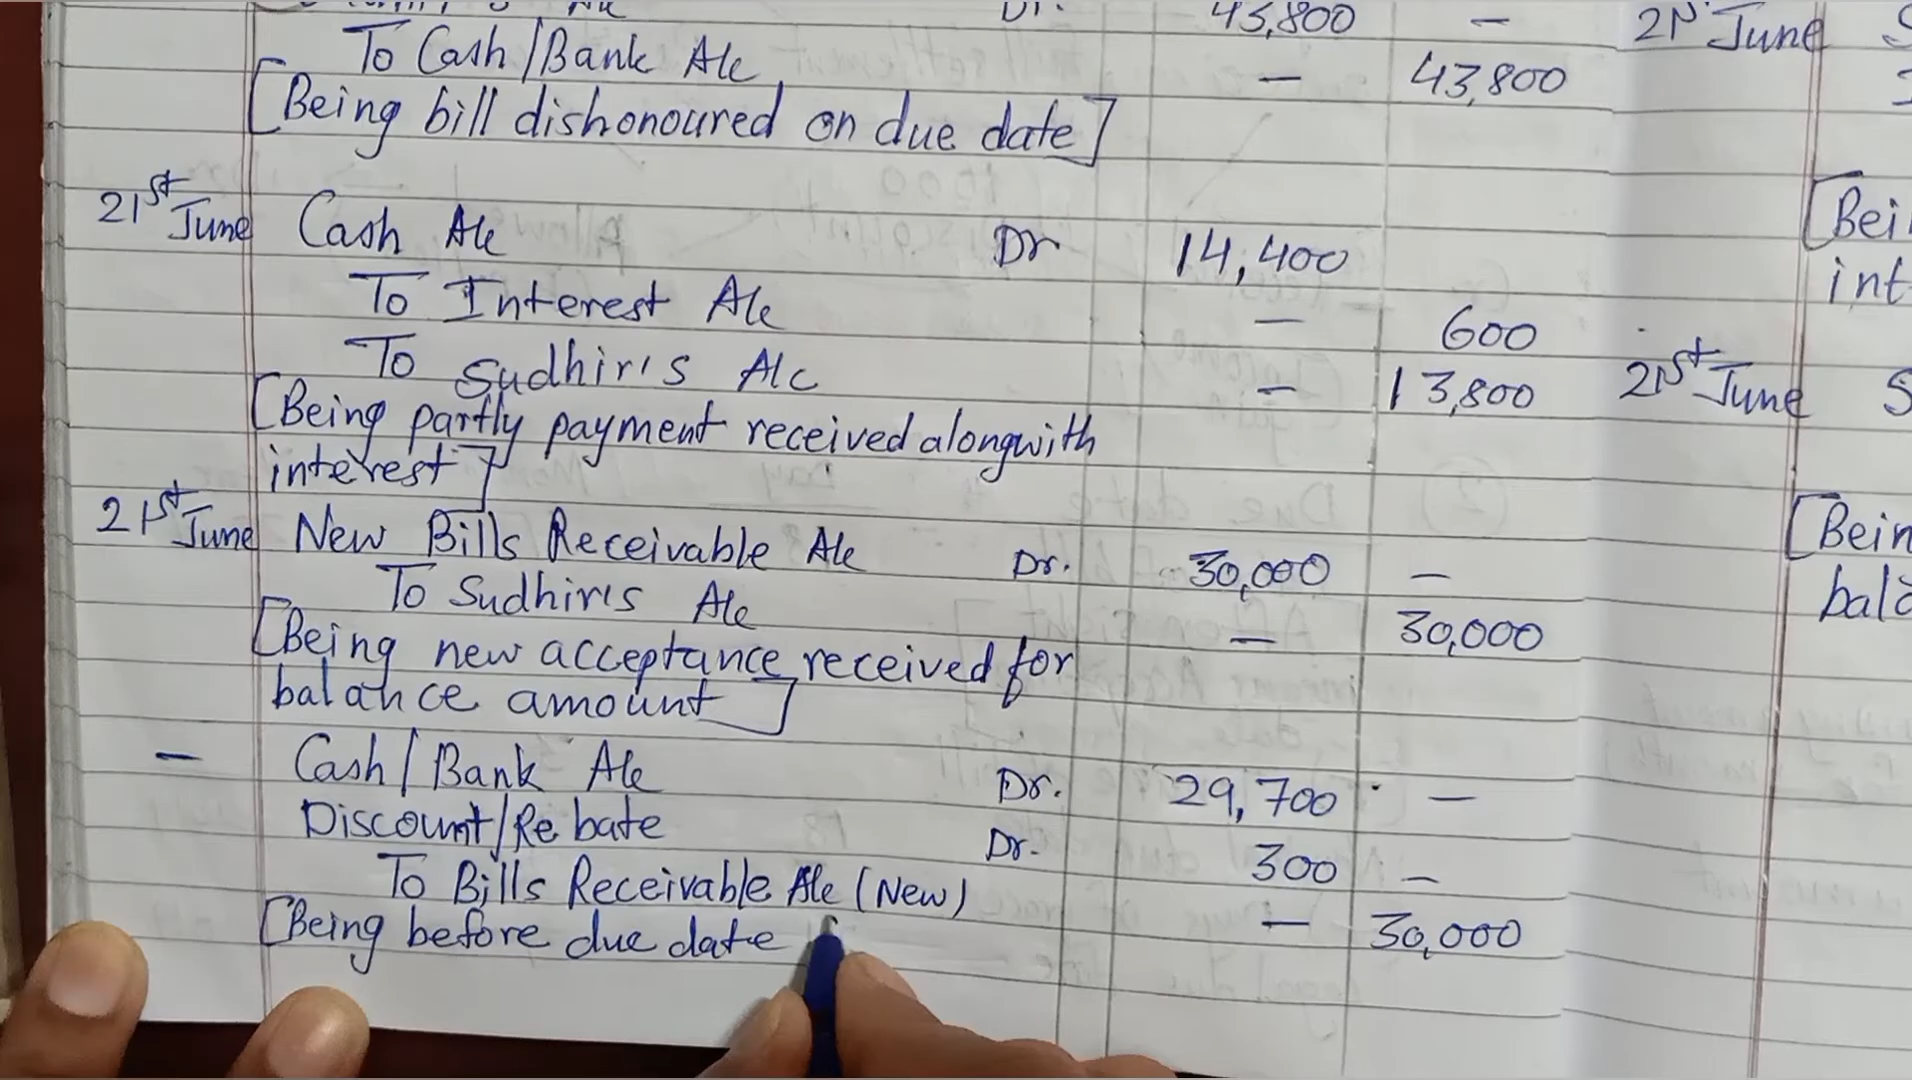 Dr. 43,800 —
To Cash/Bank A/c — 43,800
[Being bill dishonoured on due date]
21st June Cash A/c Dr 14,400
To Interest A/c — 600
To Sudhir's A/c — 13,800
[Being partly payment received alongwith
interest]
21st June New Bills Receivable A/c Dr. 30,000 —
To Sudhir's A/c — 30,000
[Being new acceptance received for
balance amount]
— Cash/Bank A/c Dr. 29,700 —
Discount/Rebate Dr. 300 —
To Bills Receivable A/c (New) — 30,000
[Being before due date
21st June S
[Bei
int
21st June S
[Bein
bala